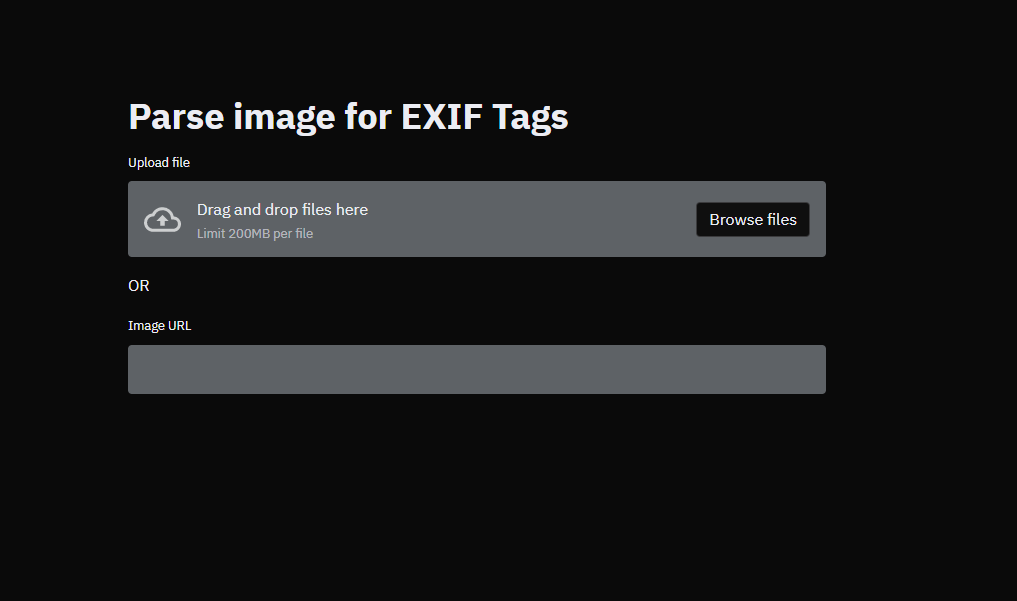 Parse image for EXIF Tags
Upload file
Drag and drop files here
Limit 200MB per file
Browse files
OR
Image URL